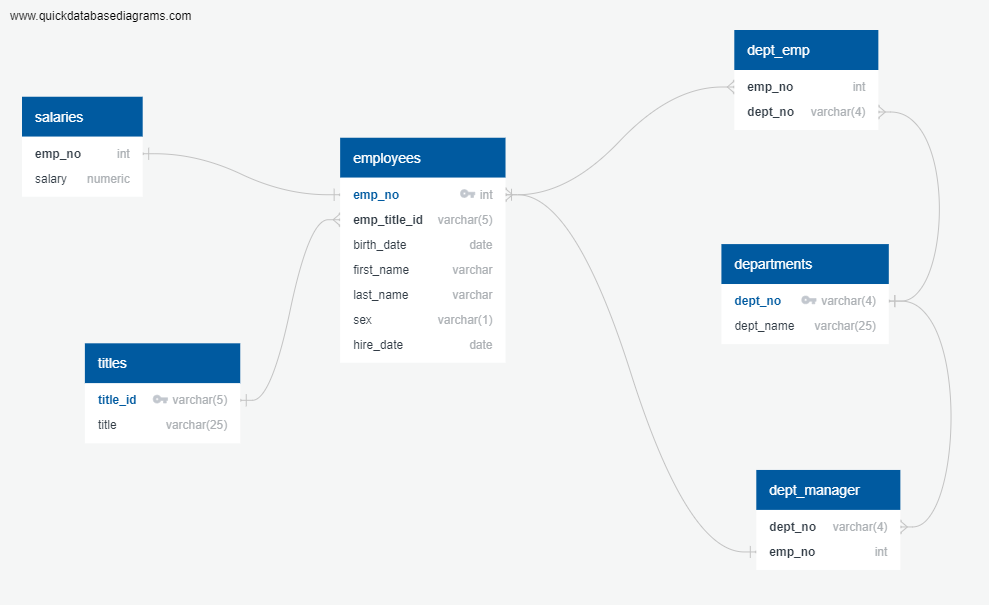 www.quickdatabasediagrams.com
salaries
emp_no int
salary numeric
employees
emp_no int
emp_title_id varchar(5)
birth_date date
first_name varchar
last_name varchar
sex varchar(1)
hire_date date
titles
title_id varchar(5)
title varchar(25)
dept_emp
emp_no int
dept_no varchar(4)
departments
dept_no varchar(4)
dept_name varchar(25)
dept_manager
dept_no varchar(4)
emp_no int